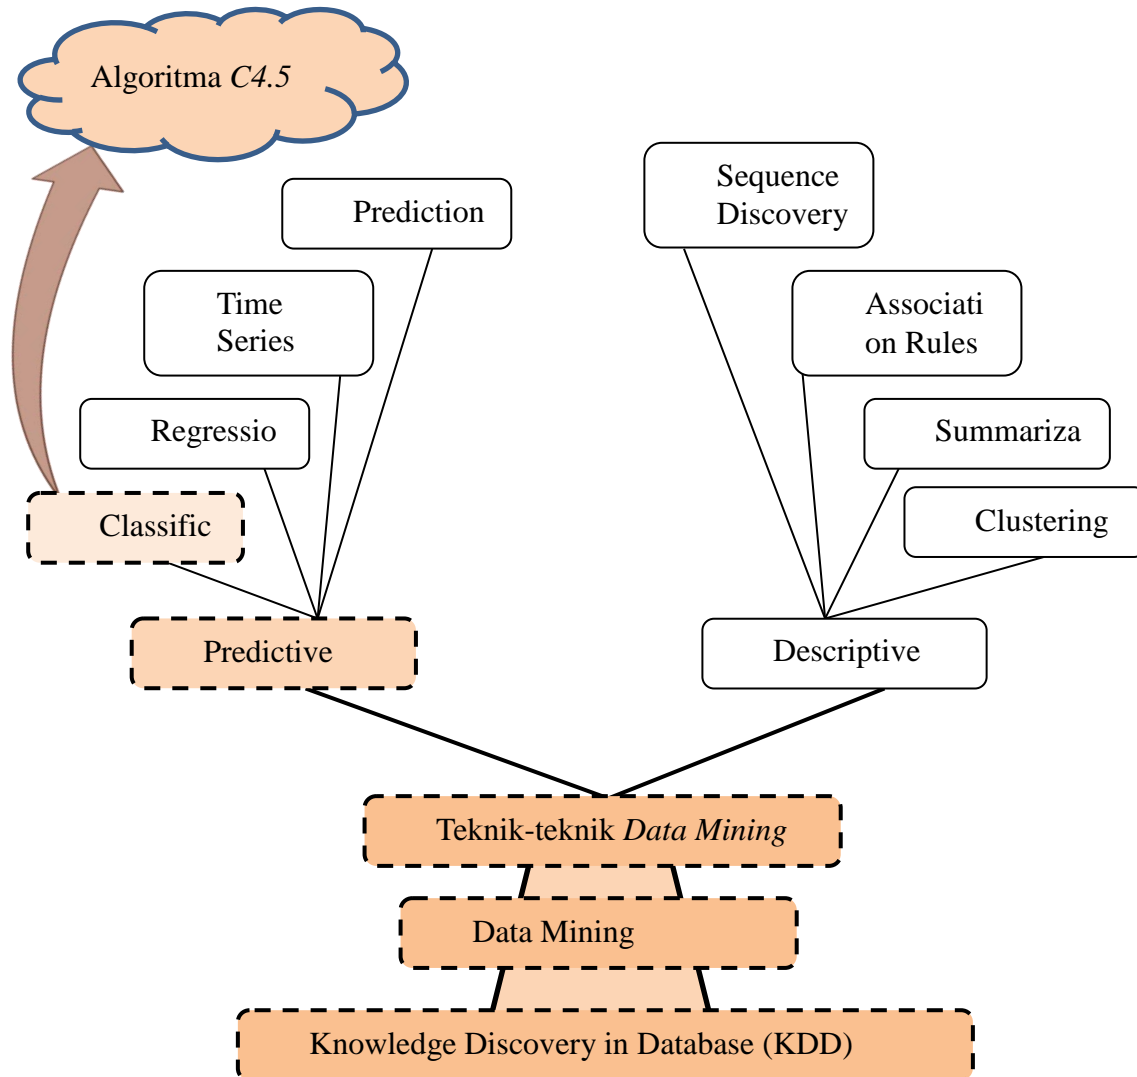 Algoritma C4.5
Prediction
Sequence
Discovery
Time
Series
Associati
on Rules
Regressio
Summariza
Classific
Clustering
Predictive
Descriptive
Teknik-teknik Data Mining
Data Mining
Knowledge Discovery in Database (KDD)